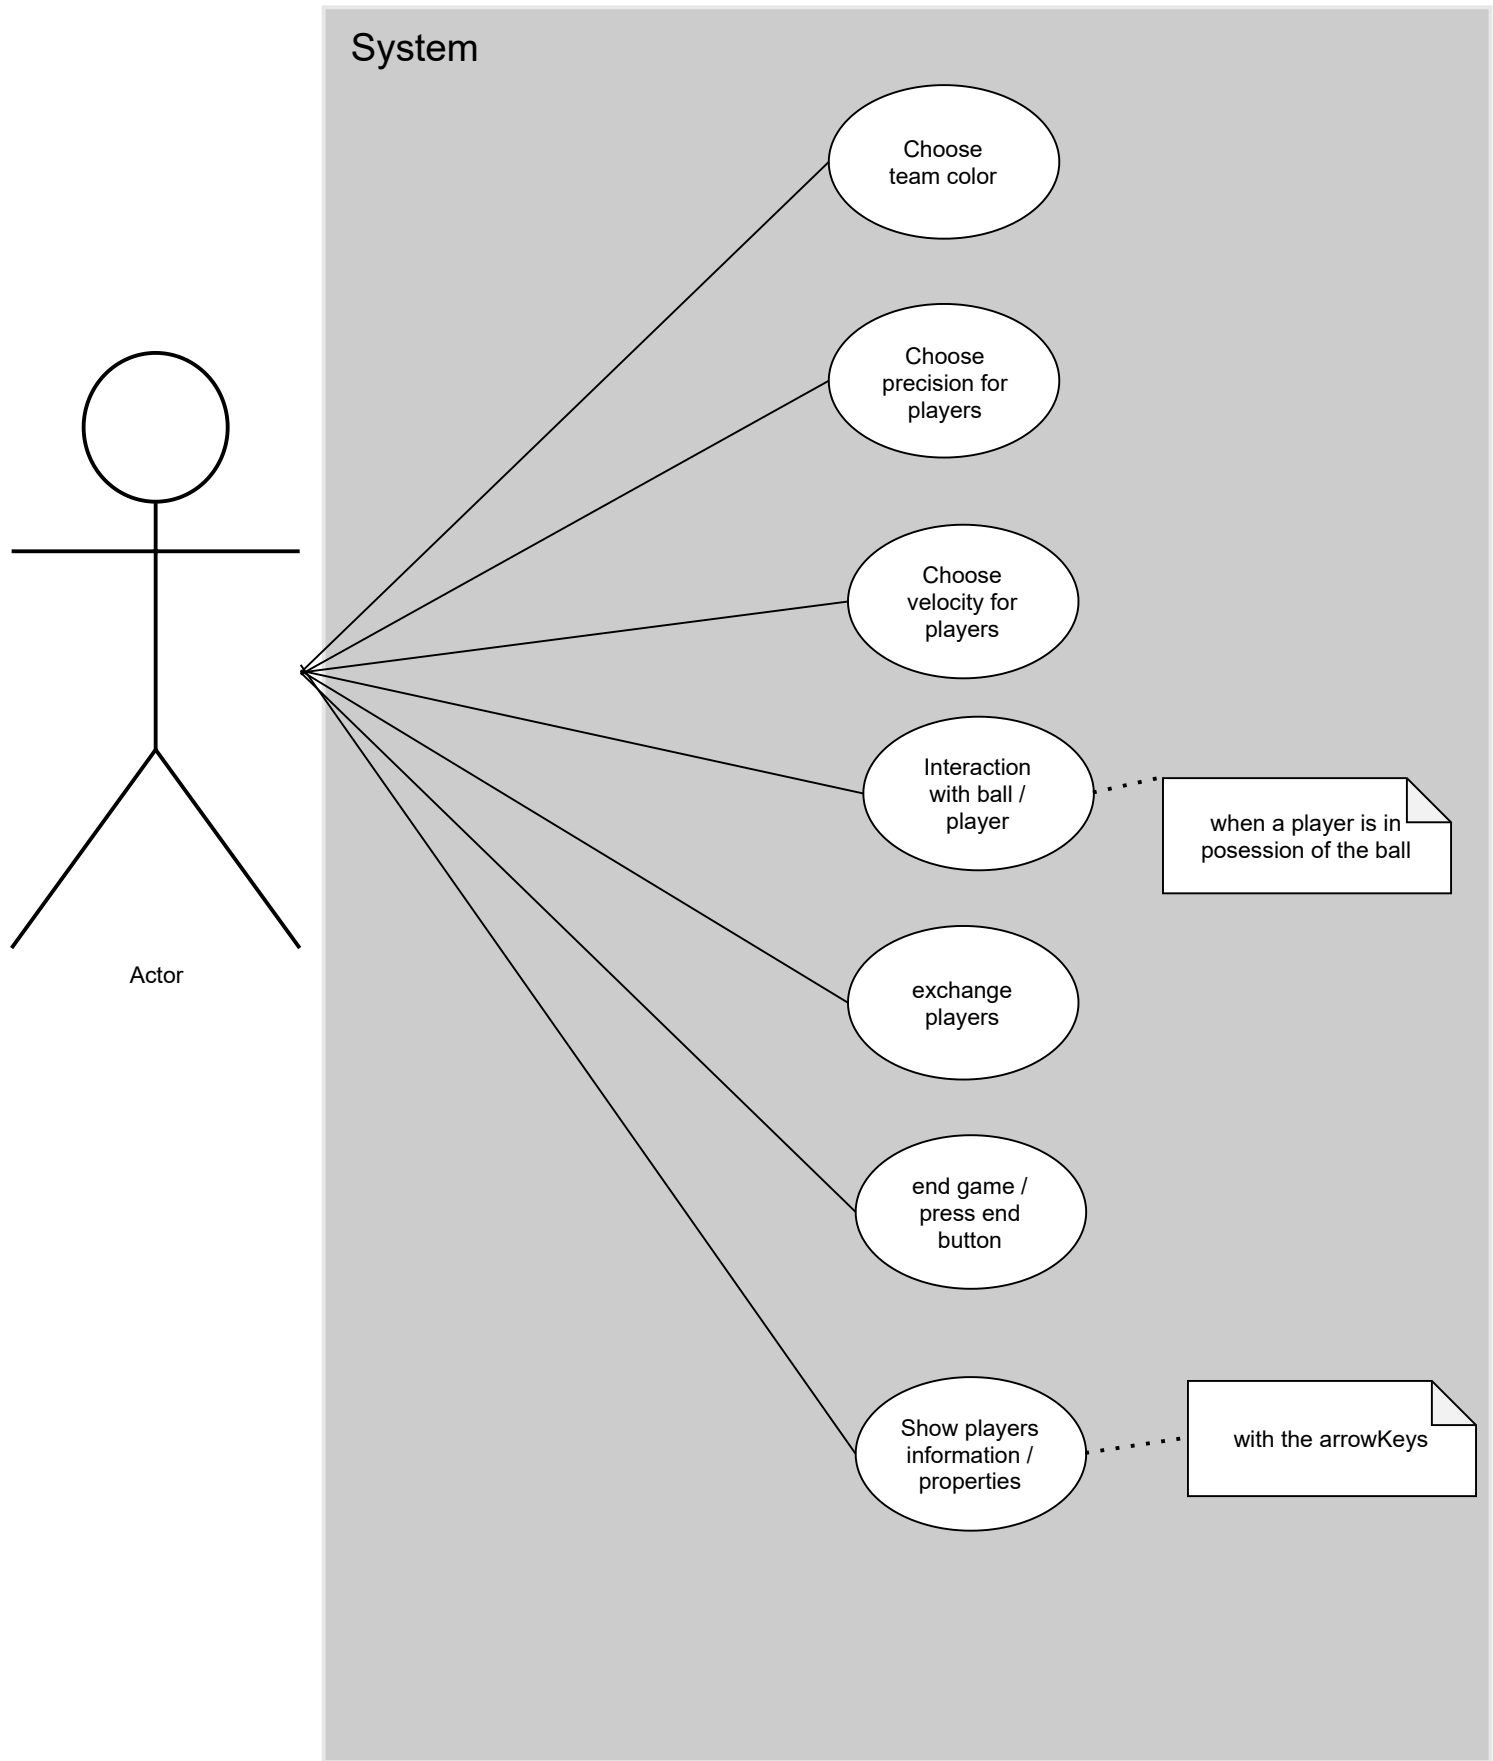 System
Choose
team color
Choose
precision for
players
Choose
velocity for
players
Interaction
with ball /
player
when a player is in
posession of the ball
Actor
exchange
players
end game /
press end
button
Show players
information /
properties
with the arrowKeys